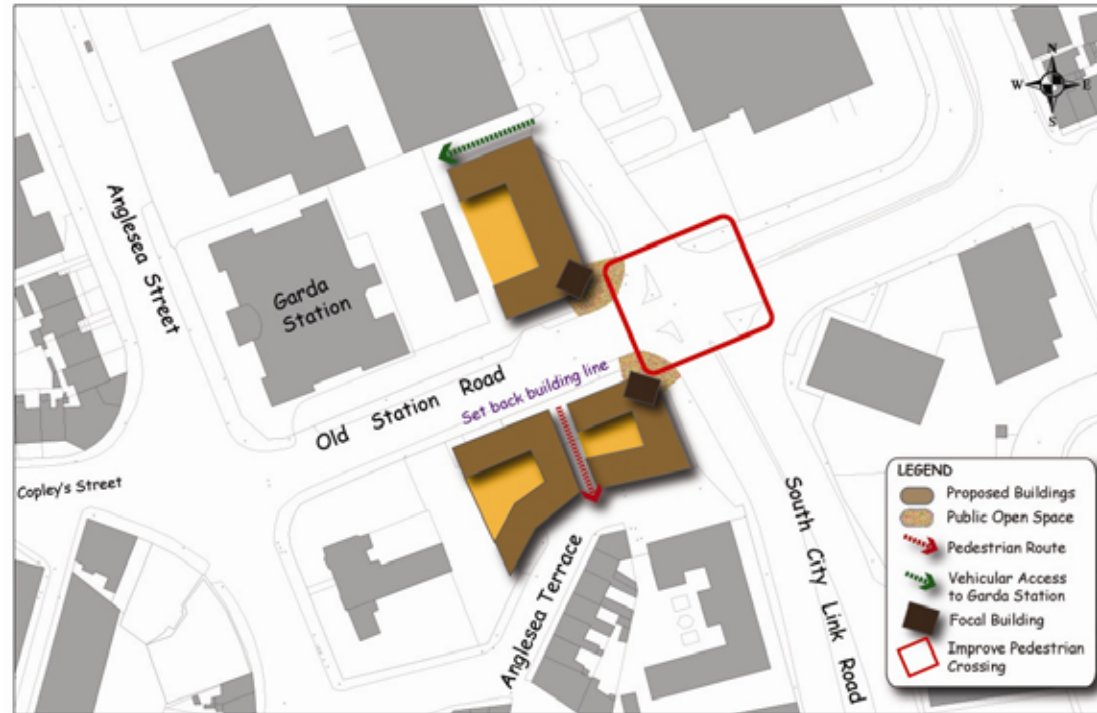 N
W
E
S
Anglesea Street
Garda
Station
Old Station Road
Set back building line
Copley's Street
Anglesea Terrace
South City Link Road
LEGEND
Proposed Buildings
Public Open Space
Pedestrian Route
Vehicular Access
to Garda Station
Focal Building
Improve Pedestrian
Crossing